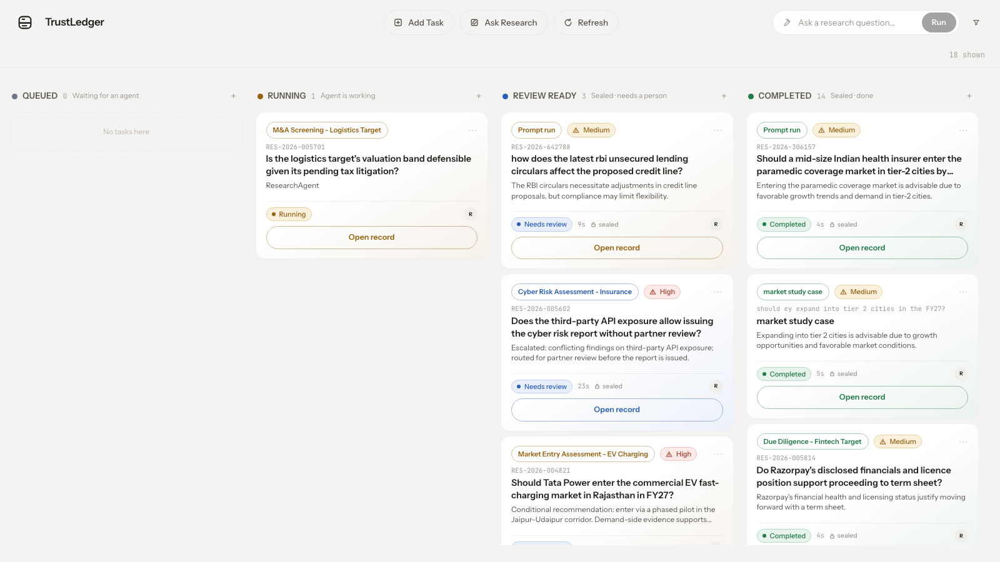 TrustLedger
Add Task
Ask Research
Refresh
Ask a research question...
Run
18 shown
QUEUED 0 Waiting for an agent +
No tasks here
RUNNING 1 Agent is working +
M&A Screening - Logistics Target ...
RES-2026-005701
Is the logistics target's valuation band defensible
given its pending tax litigation?
ResearchAgent
Running R
Open record
REVIEW READY 3 Sealed · needs a person +
Prompt run Medium ...
RES-2026-642788
how does the latest rbi unsecured lending
circulars affect the proposed credit line?
The RBI circulars necessitate adjustments in credit line
proposals, but compliance may limit flexibility.
Needs review 9s sealed R
Open record
Cyber Risk Assessment - Insurance High ...
RES-2026-005602
Does the third-party API exposure allow issuing
the cyber risk report without partner review?
Escalated: conflicting findings on third-party API exposure;
routed for partner review before the report is issued.
Needs review 23s sealed R
Open record
Market Entry Assessment - EV Charging High ...
RES-2026-004821
Should Tata Power enter the commercial EV fast-
charging market in Rajasthan in FY27?
Conditional recommendation: enter via a phased pilot in the
Jaipur–Udaipur corridor. Demand-side evidence supports...
COMPLETED 14 Sealed · done +
Prompt run Medium ...
RES-2026-306157
Should a mid-size Indian health insurer enter the
paramedic coverage market in tier-2 cities by...
Entering the paramedic coverage market is advisable due to
favorable growth trends and demand in tier-2 cities.
Completed 4s sealed R
Open record
market study case Medium ...
should ey expand into tier 2 cities in the FY27?
market study case
Expanding into tier 2 cities is advisable due to growth
opportunities and favorable market conditions.
Completed 5s sealed R
Open record
Due Diligence - Fintech Target Medium ...
RES-2026-005814
Do Razorpay's disclosed financials and licence
position support proceeding to term sheet?
Razorpay's financial health and licensing status justify moving
forward with a term sheet.
Completed 4s sealed R